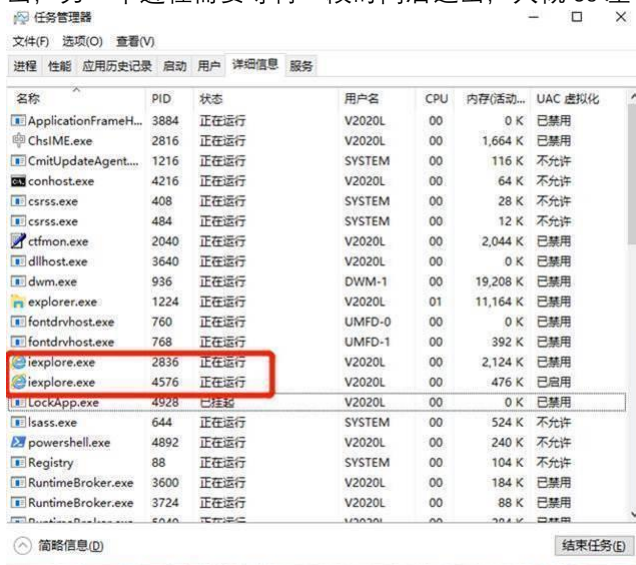 任务管理器
文件(F) 选项(O) 查看(V)
进程 性能 应用历史记录 启动 用户 详细信息 服务
名称 PID 状态 用户名 CPU 内存(活动... UAC 虚拟化
ApplicationFrameH... 3884 正在运行 V2020L 00 0 K 已禁用
ChsIME.exe 2816 正在运行 V2020L 00 1,664 K 已禁用
CmitUpdateAgent.... 1216 正在运行 SYSTEM 00 116 K 不允许
conhost.exe 4216 正在运行 V2020L 00 64 K 不允许
csrss.exe 408 正在运行 SYSTEM 00 28 K 不允许
csrss.exe 484 正在运行 SYSTEM 00 12 K 不允许
ctfmon.exe 2040 正在运行 V2020L 00 2,044 K 已禁用
dllhost.exe 3640 正在运行 V2020L 00 0 K 已禁用
dwm.exe 936 正在运行 DWM-1 00 19,208 K 已禁用
explorer.exe 1224 正在运行 V2020L 01 11,164 K 已禁用
fontdrvhost.exe 760 正在运行 UMFD-0 00 0 K 已禁用
fontdrvhost.exe 768 正在运行 UMFD-1 00 392 K 已禁用
iexplore.exe 2836 正在运行 V2020L 00 2,124 K 已禁用
iexplore.exe 4576 正在运行 V2020L 00 476 K 已启用
LockApp.exe 4928 已挂起 V2020L 00 0 K 已禁用
lsass.exe 644 正在运行 SYSTEM 00 524 K 不允许
powershell.exe 4892 正在运行 V2020L 00 240 K 不允许
Registry 88 正在运行 SYSTEM 00 104 K 不允许
RuntimeBroker.exe 3600 正在运行 V2020L 00 184 K 已禁用
RuntimeBroker.exe 3724 正在运行 V2020L 00 88 K 已禁用
简略信息(D) 结束任务(E)